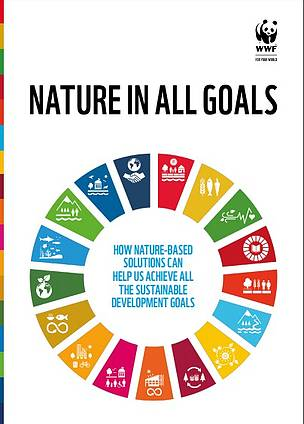 WWF
FOR YOUR WORLD
NATURE IN ALL GOALS
HOW NATURE-BASED
SOLUTIONS CAN
HELP US ACHIEVE ALL
THE SUSTAINABLE
DEVELOPMENT GOALS